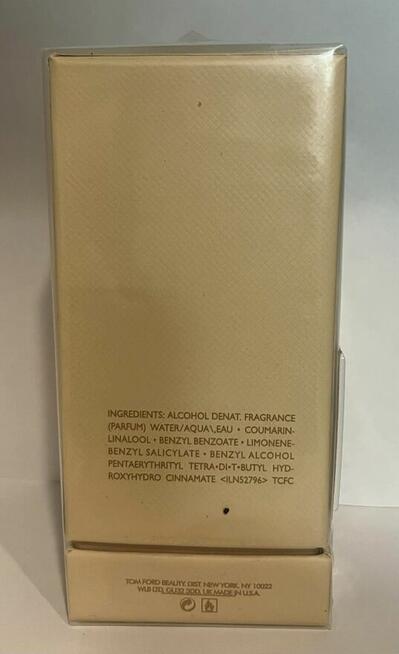 INGREDIENTS: ALCOHOL DENAT. FRAGRANCE
(PARFUM) WATER/AQUA\,EAU • COUMARIN-
LINALOOL • BENZYL BENZOATE • LIMONENE-
BENZYL SALICYLATE • BENZYL ALCOHOL
PENTAERYTHRITYL TETRA•DI•T•BUTYL HYD-
ROXYHYDRO CINNAMATE <ILN52796> TCFC
TOM FORD BEAUTY, DIST. NEW YORK, NY 10022
WLB LTD, GU32 3DD, UK MADE IN U.S.A.